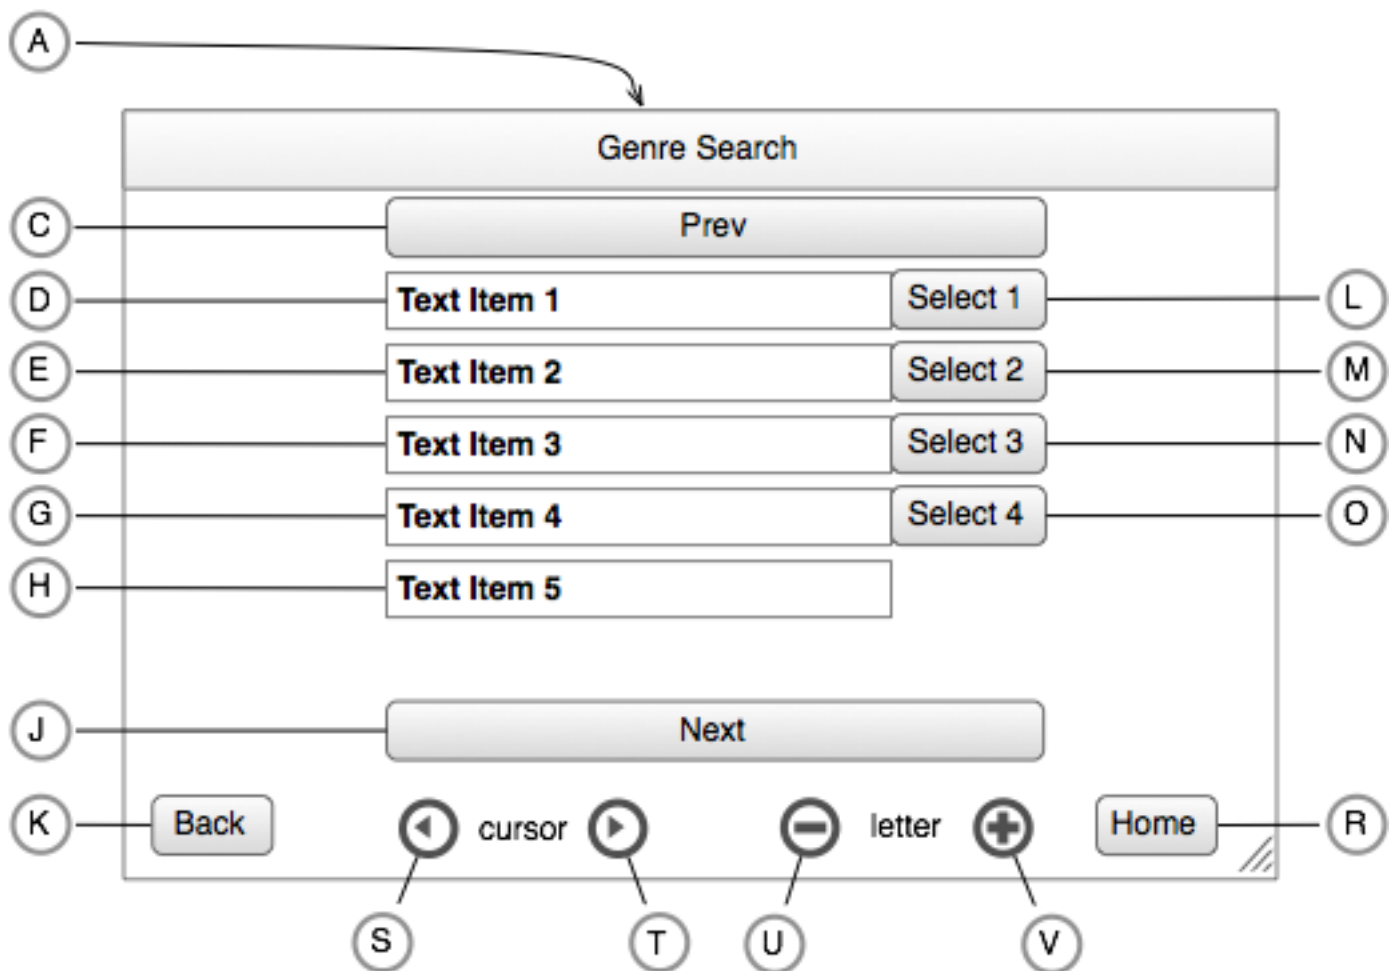 A
Genre Search
C Prev
D Text Item 1 Select 1 L
E Text Item 2 Select 2 M
F Text Item 3 Select 3 N
G Text Item 4 Select 4 O
H Text Item 5
J Next
K Back cursor letter Home R
S T U V